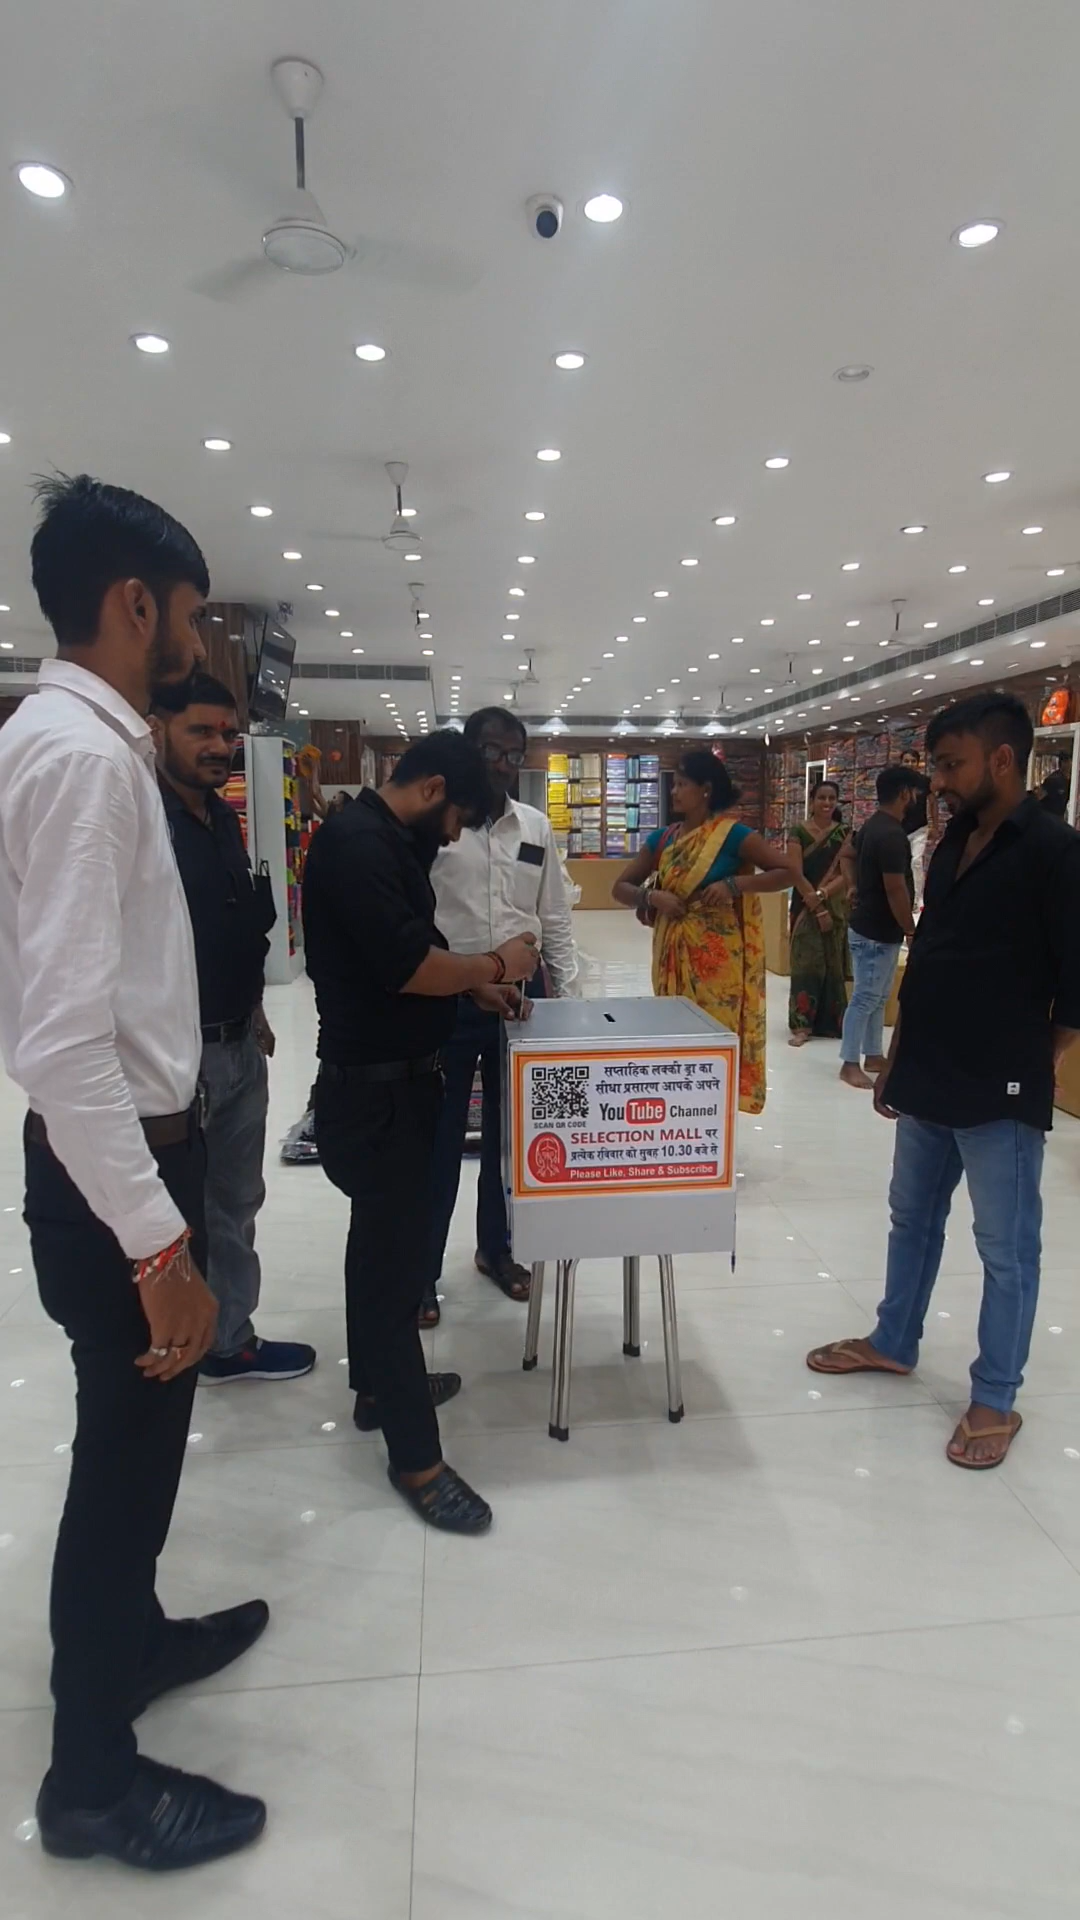 साप्ताहिक लक्की ड्रा का
सीधा प्रसारण आपके अपने
YouTube Channel
SCAN QR CODE
SELECTION MALL पर
प्रत्येक रविवार को सुबह 10.30 बजे से
Please Like, Share & Subscribe